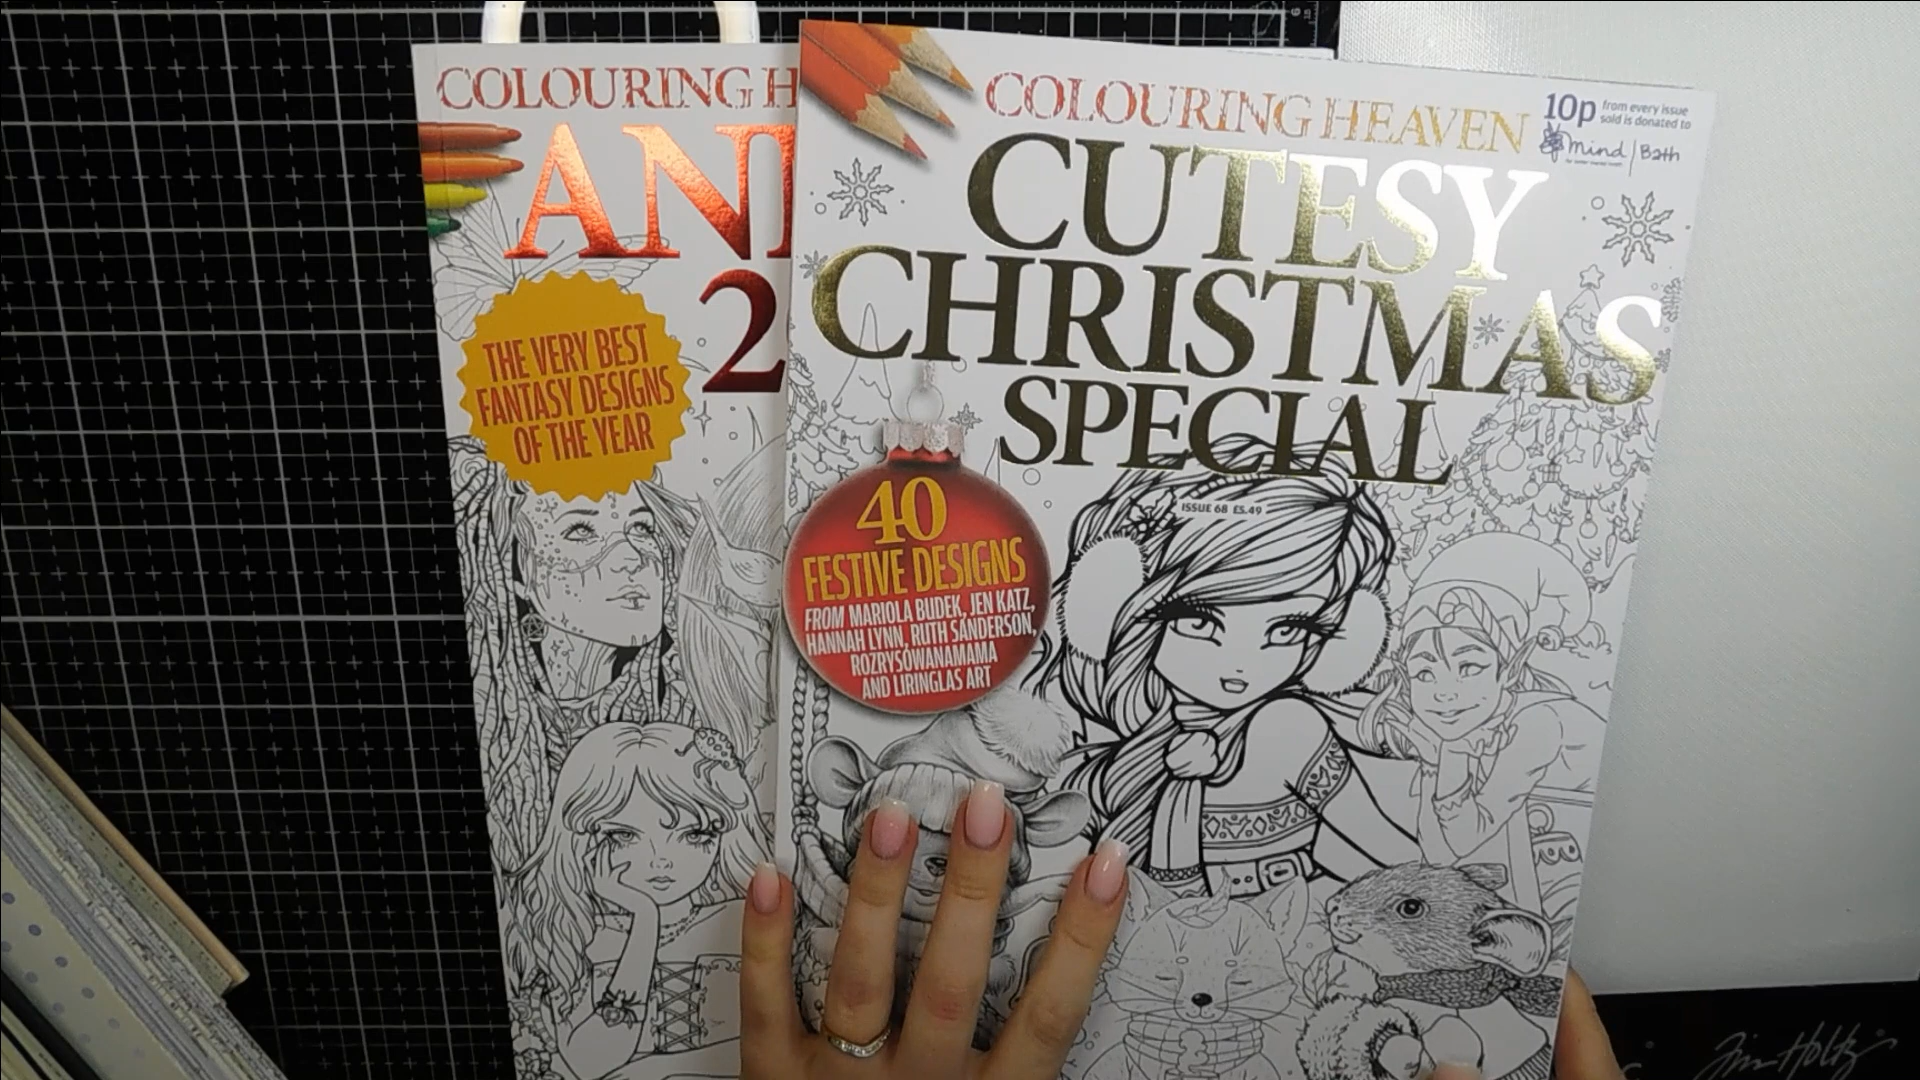 COLOURING H
AN
2
THE VERY BEST
FANTASY DESIGNS
OF THE YEAR
COLOURING HEAVEN
10p from every issue
sold is donated to
mind | Bath
CUTESY
CHRISTMAS
SPECIAL
ISSUE 68 £5.49
40
FESTIVE DESIGNS
FROM MARIOLA BUDEK, JEN KATZ,
HANNAH LYNN, RUTH SANDERSON,
ROZRYSOWANAMAMA
AND LIRINGLAS ART
Tim Holtz